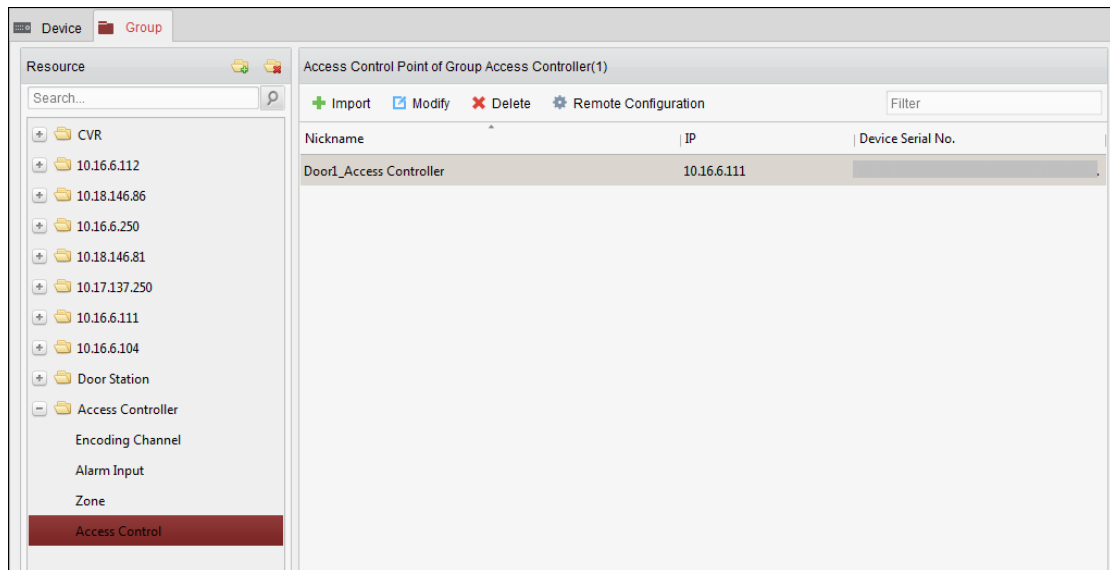 Device Group
Resource
Search...
CVR
10.16.6.112
10.18.146.86
10.16.6.250
10.18.146.81
10.17.137.250
10.16.6.111
10.16.6.104
Door Station
Access Controller
Encoding Channel
Alarm Input
Zone
Access Control
Access Control Point of Group Access Controller(1)
Import Modify Delete Remote Configuration Filter
Nickname IP Device Serial No.
Door1_Access Controller 10.16.6.111